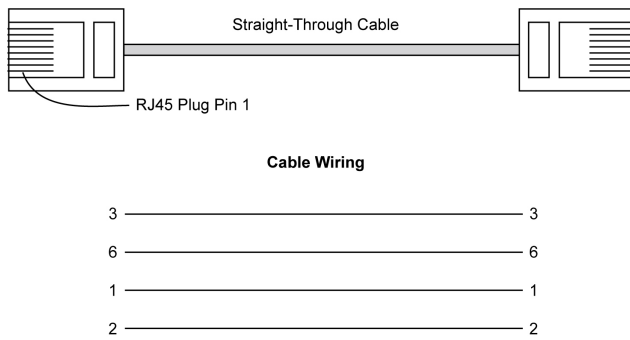 Straight-Through Cable
RJ45 Plug Pin 1
Cable Wiring
3 3
6 6
1 1
2 2